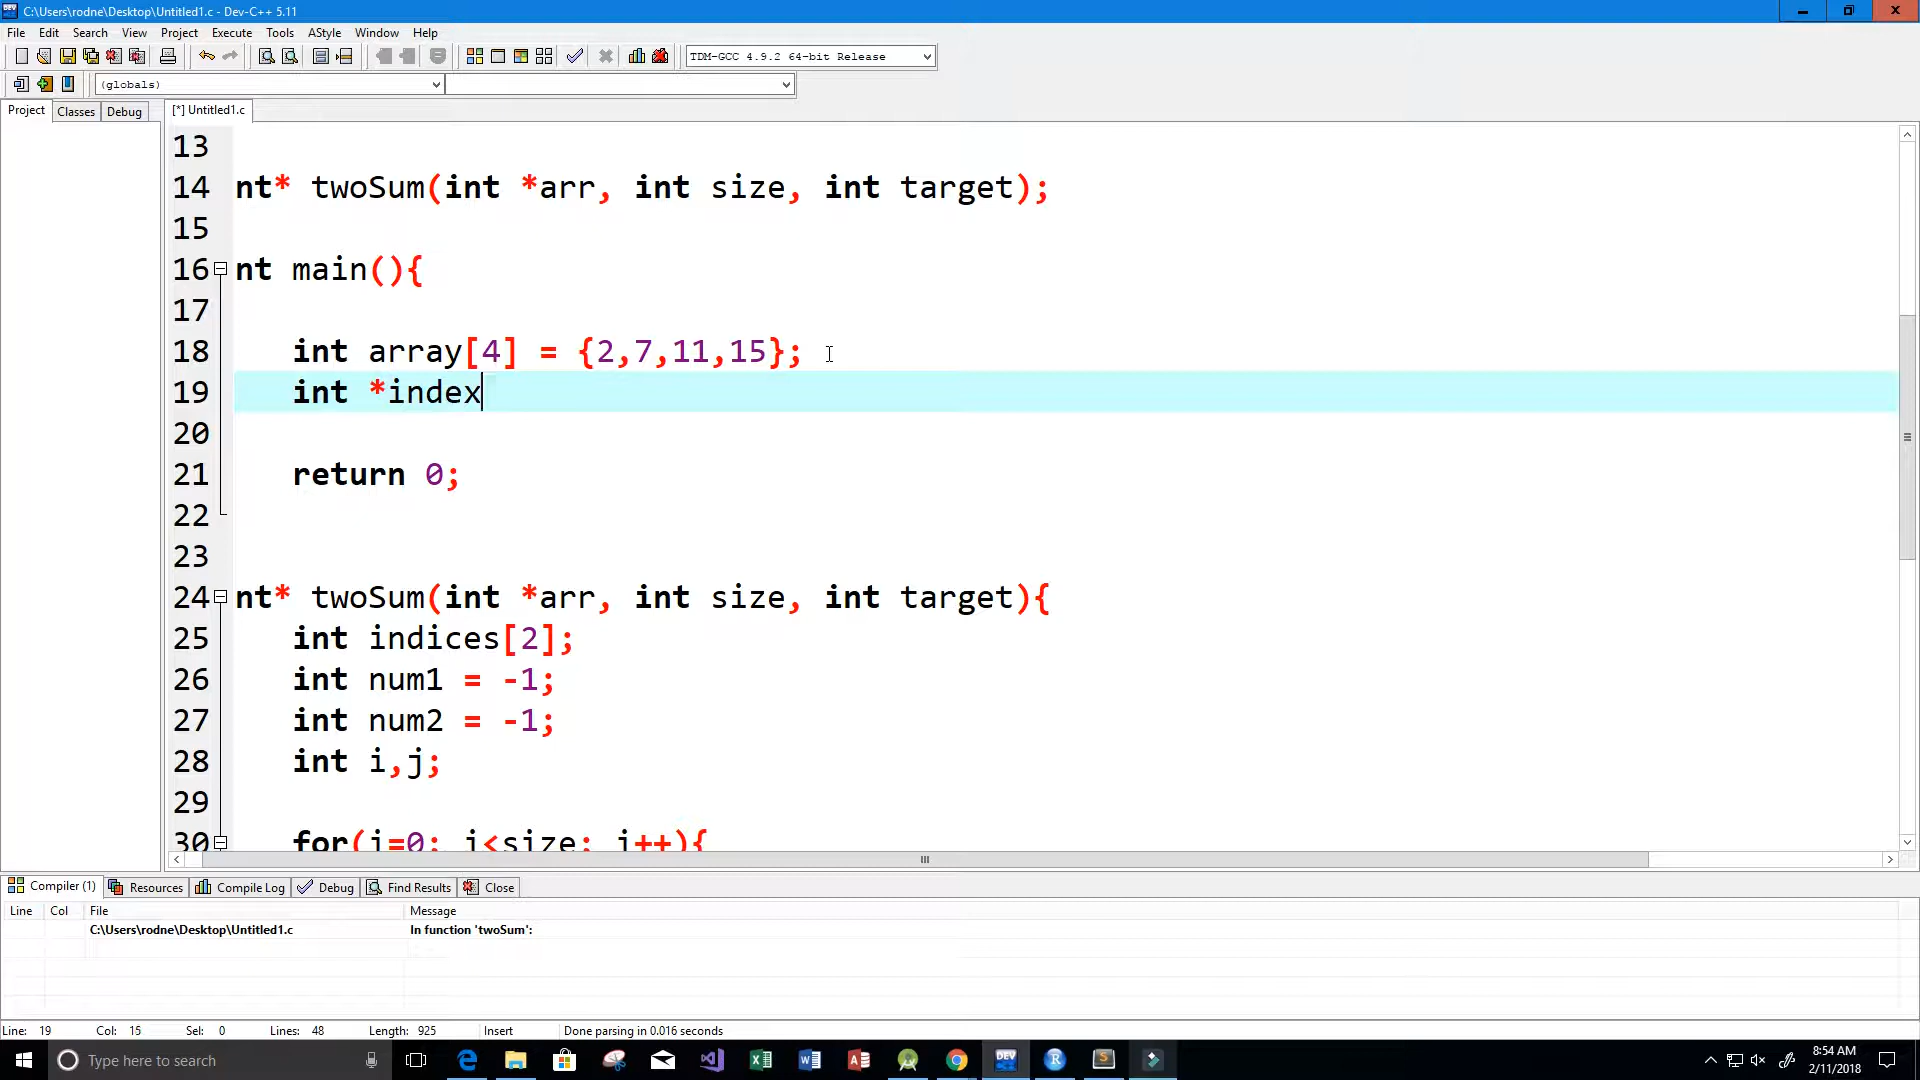 C:\Users\rodne\Desktop\Untitled1.c - Dev-C++ 5.11
File Edit Search View Project Execute Tools AStyle Window Help
TDM-GCC 4.9.2 64-bit Release
(globals)
Project Classes Debug [*] Untitled1.c
13
14 nt* twoSum(int *arr, int size, int target);
15
16 nt main(){
17
18 int array[4] = {2,7,11,15};
19 int *index
20
21 return 0;
22
23
24 nt* twoSum(int *arr, int size, int target){
25 int indices[2];
26 int num1 = -1;
27 int num2 = -1;
28 int i,j;
29
30 for(i=0; i<size; i++){
Compiler (1) Resources Compile Log Debug Find Results Close
Line Col File Message
C:\Users\rodne\Desktop\Untitled1.c In function 'twoSum':
Line: 19 Col: 15 Sel: 0 Lines: 48 Length: 925 Insert Done parsing in 0.016 seconds
Type here to search
DEV
8:54 AM
2/11/2018